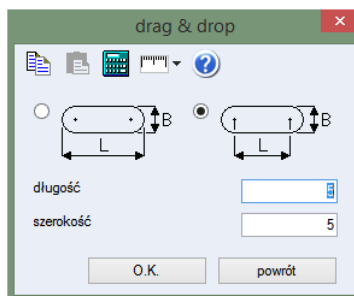 drag & drop
B B
L L
długość
szerokość 5
O.K. powrót